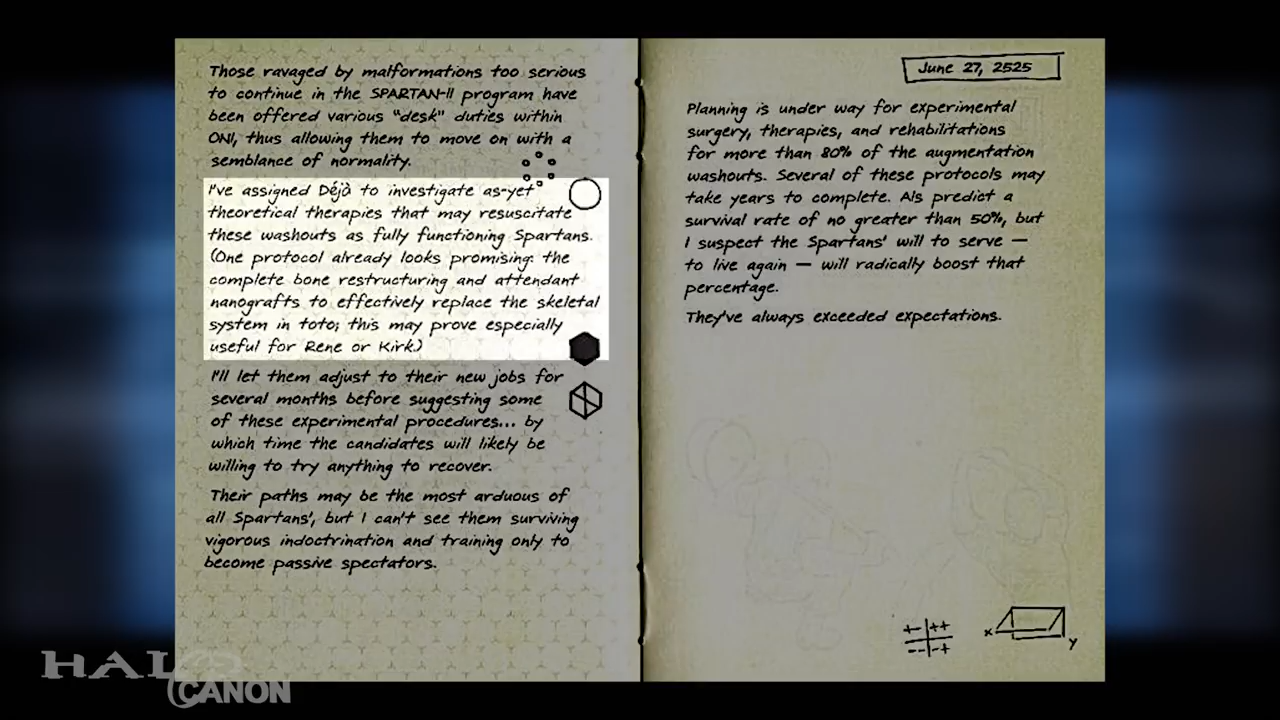 Those ravaged by malformations too serious
to continue in the SPARTAN-II program have
been offered various "desk" duties within
ONI, thus allowing them to move on with a
semblance of normality.
I've assigned Déjà to investigate as-yet
theoretical therapies that may resuscitate
these washouts as fully functioning Spartans.
(One protocol already looks promising: the
complete bone restructuring and attendant
nanografts to effectively replace the skeletal
system in toto; this may prove especially
useful for Rene or Kirk.)
I'll let them adjust to their new jobs for
several months before suggesting some
of these experimental procedures... by
which time the candidates will likely be
willing to try anything to recover.
Their paths may be the most arduous of
all Spartans', but I can't see them surviving
vigorous indoctrination and training only to
become passive spectators.
June 27, 2525
Planning is under way for experimental
surgery, therapies, and rehabilitations
for more than 80% of the augmentation
washouts. Several of these protocols may
take years to complete. AIs predict a
survival rate of no greater than 50%, but
I suspect the Spartans' will to serve —
to live again — will radically boost that
percentage.
They've always exceeded expectations.
+- ++
-- -+
x
y
HALO
CANON